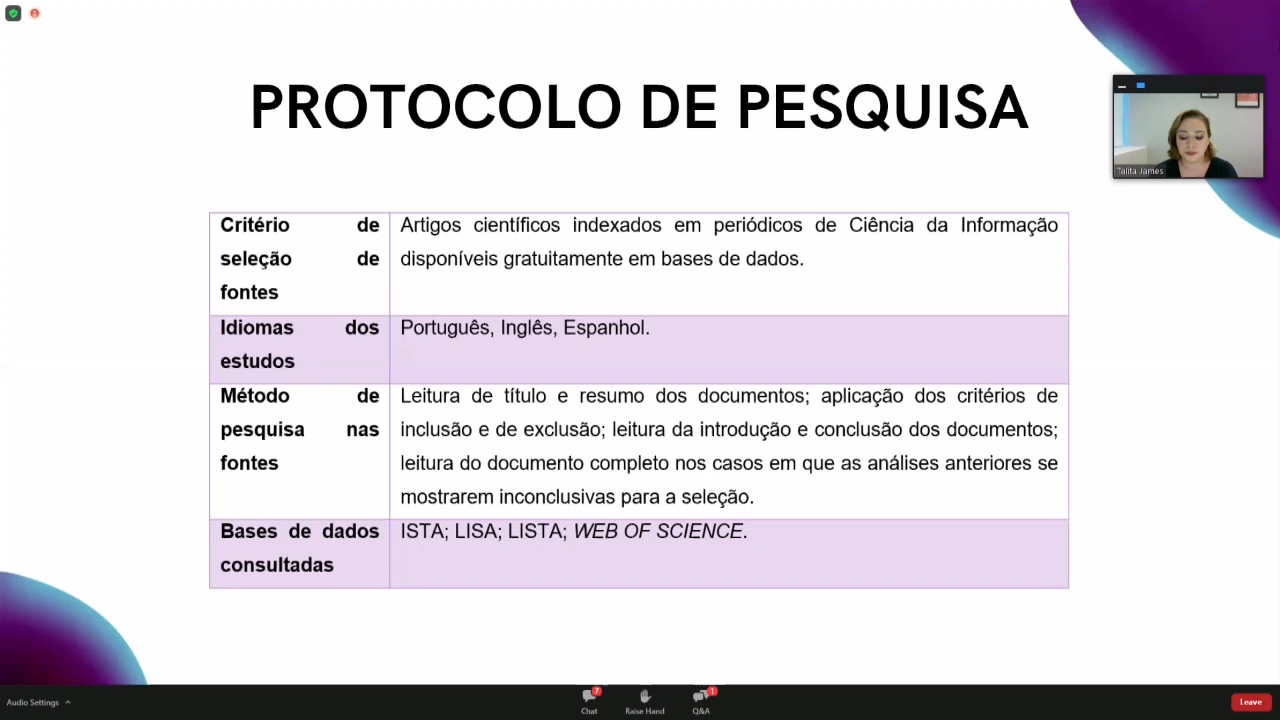 PROTOCOLO DE PESQUISA
Talita James
Critério de
seleção de
fontes
Artigos científicos indexados em periódicos de Ciência da Informação
disponíveis gratuitamente em bases de dados.
Idiomas dos
estudos
Português, Inglês, Espanhol.
Método de
pesquisa nas
fontes
Leitura de título e resumo dos documentos; aplicação dos critérios de
inclusão e de exclusão; leitura da introdução e conclusão dos documentos;
leitura do documento completo nos casos em que as análises anteriores se
mostrarem inconclusivas para a seleção.
Bases de dados
consultadas
ISTA; LISA; LISTA; WEB OF SCIENCE.
Audio Settings
7
Chat
Raise Hand
1
Q&A
Leave